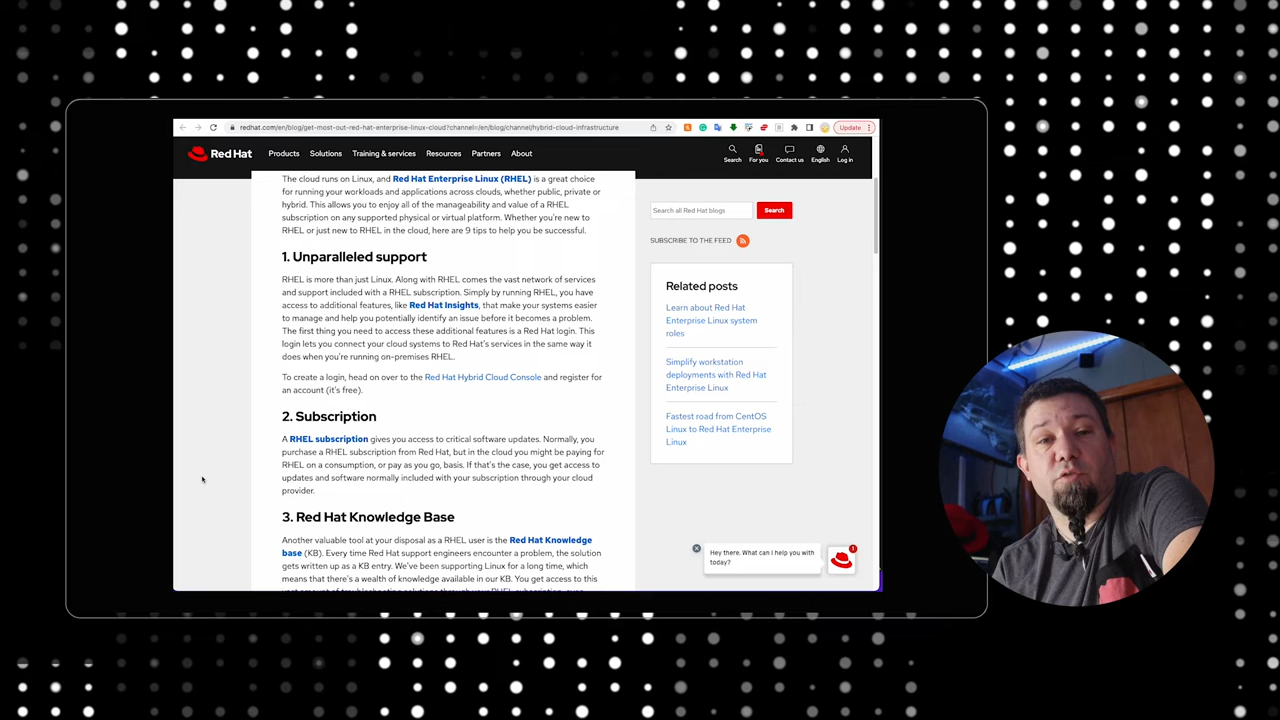 redhat.com/en/blog/get-most-out-red-hat-enterprise-linux-cloud?channel=/en/blog/channel/hybrid-cloud-infrastructure
Update
Red Hat
Products Solutions Training & services Resources Partners About
Search For you Contact us English Log in
The cloud runs on Linux, and Red Hat Enterprise Linux (RHEL) is a great choice
for running your workloads and applications across clouds, whether public, private or
hybrid. This allows you to enjoy all of the manageability and value of a RHEL
subscription on any supported physical or virtual platform. Whether you're new to
RHEL or just new to RHEL in the cloud, here are 9 tips to help you be successful.
1. Unparalleled support
RHEL is more than just Linux. Along with RHEL comes the vast network of services
and support included with a RHEL subscription. Simply by running RHEL, you have
access to additional features, like Red Hat Insights, that make your systems easier
to manage and help you potentially identify an issue before it becomes a problem.
The first thing you need to access these additional features is a Red Hat login. This
login lets you connect your cloud systems to Red Hat's services in the same way it
does when you're running on-premises RHEL.
To create a login, head on over to the Red Hat Hybrid Cloud Console and register for
an account (it's free).
2. Subscription
A RHEL subscription gives you access to critical software updates. Normally, you
purchase a RHEL subscription from Red Hat, but in the cloud you might be paying for
RHEL on a consumption, or pay as you go, basis. If that's the case, you get access to
updates and software normally included with your subscription through your cloud
provider.
3. Red Hat Knowledge Base
Another valuable tool at your disposal as a RHEL user is the Red Hat Knowledge
base (KB). Every time Red Hat support engineers encounter a problem, the solution
gets written up as a KB entry. We've been supporting Linux for a long time, which
means that there's a wealth of knowledge available in our KB. You get access to this
Search all Red Hat blogs
Search
SUBSCRIBE TO THE FEED
Related posts
Learn about Red Hat
Enterprise Linux system
roles
Simplify workstation
deployments with Red Hat
Enterprise Linux
Fastest road from CentOS
Linux to Red Hat Enterprise
Linux
Hey there. What can I help you with
today?
1